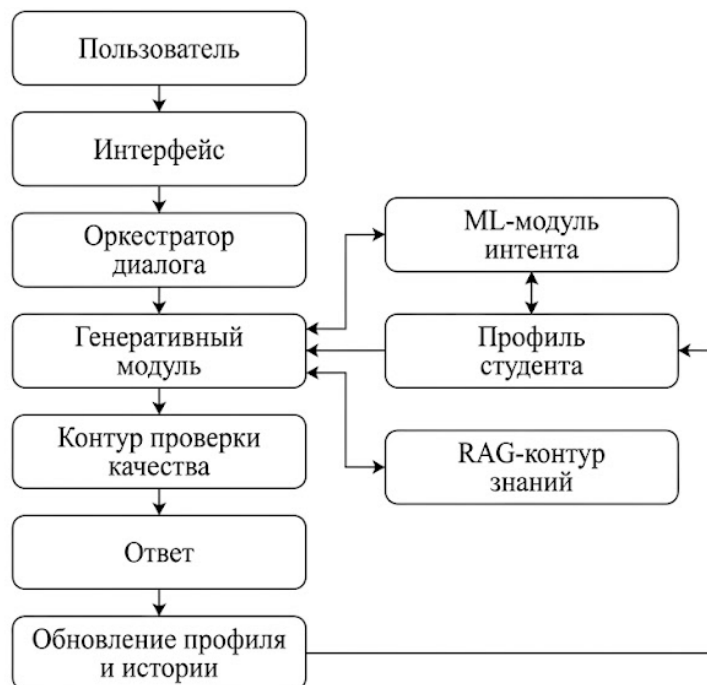 Пользователь
Интерфейс
Оркестратор
диалога
Генеративный
модуль
Контур проверки
качества
Ответ
Обновление профиля
и истории
ML-модуль
интента
Профиль
студента
RAG-контур
знаний